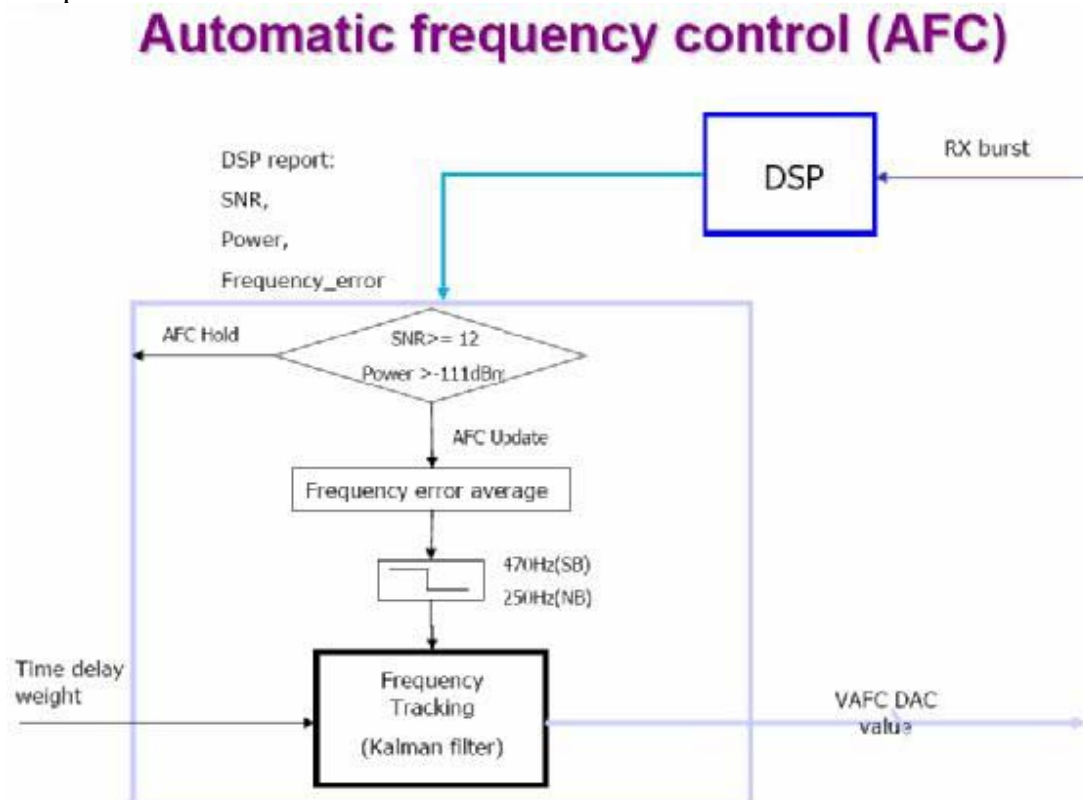 Automatic frequency control (AFC)
RX burst
DSP
DSP report:
SNR,
Power,
Frequency_error
AFC Hold
SNR>= 12
Power >-111dBm
AFC Update
Frequency error average
470Hz(SB)
250Hz(NB)
Time delay
weight
Frequency
Tracking
(Kalman filter)
VAFC DAC
value